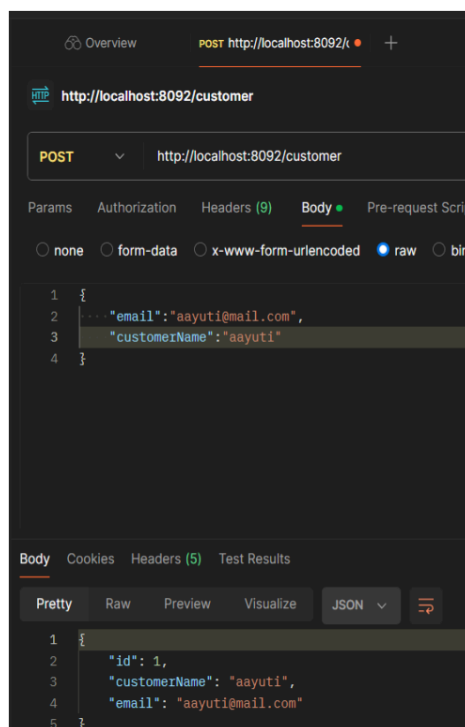 Overview POST http://localhost:8092/c
HTTP http://localhost:8092/customer
POST http://localhost:8092/customer
Params Authorization Headers (9) Body Pre-request Scri
none form-data x-www-form-urlencoded raw bin
1 {
2 ····"email":"aayuti@mail.com",
3 "customerName":"aayuti"
4 }
Body Cookies Headers (5) Test Results
Pretty Raw Preview Visualize JSON
1 {
2 "id": 1,
3 "customerName": "aayuti",
4 "email": "aayuti@mail.com"
5 }